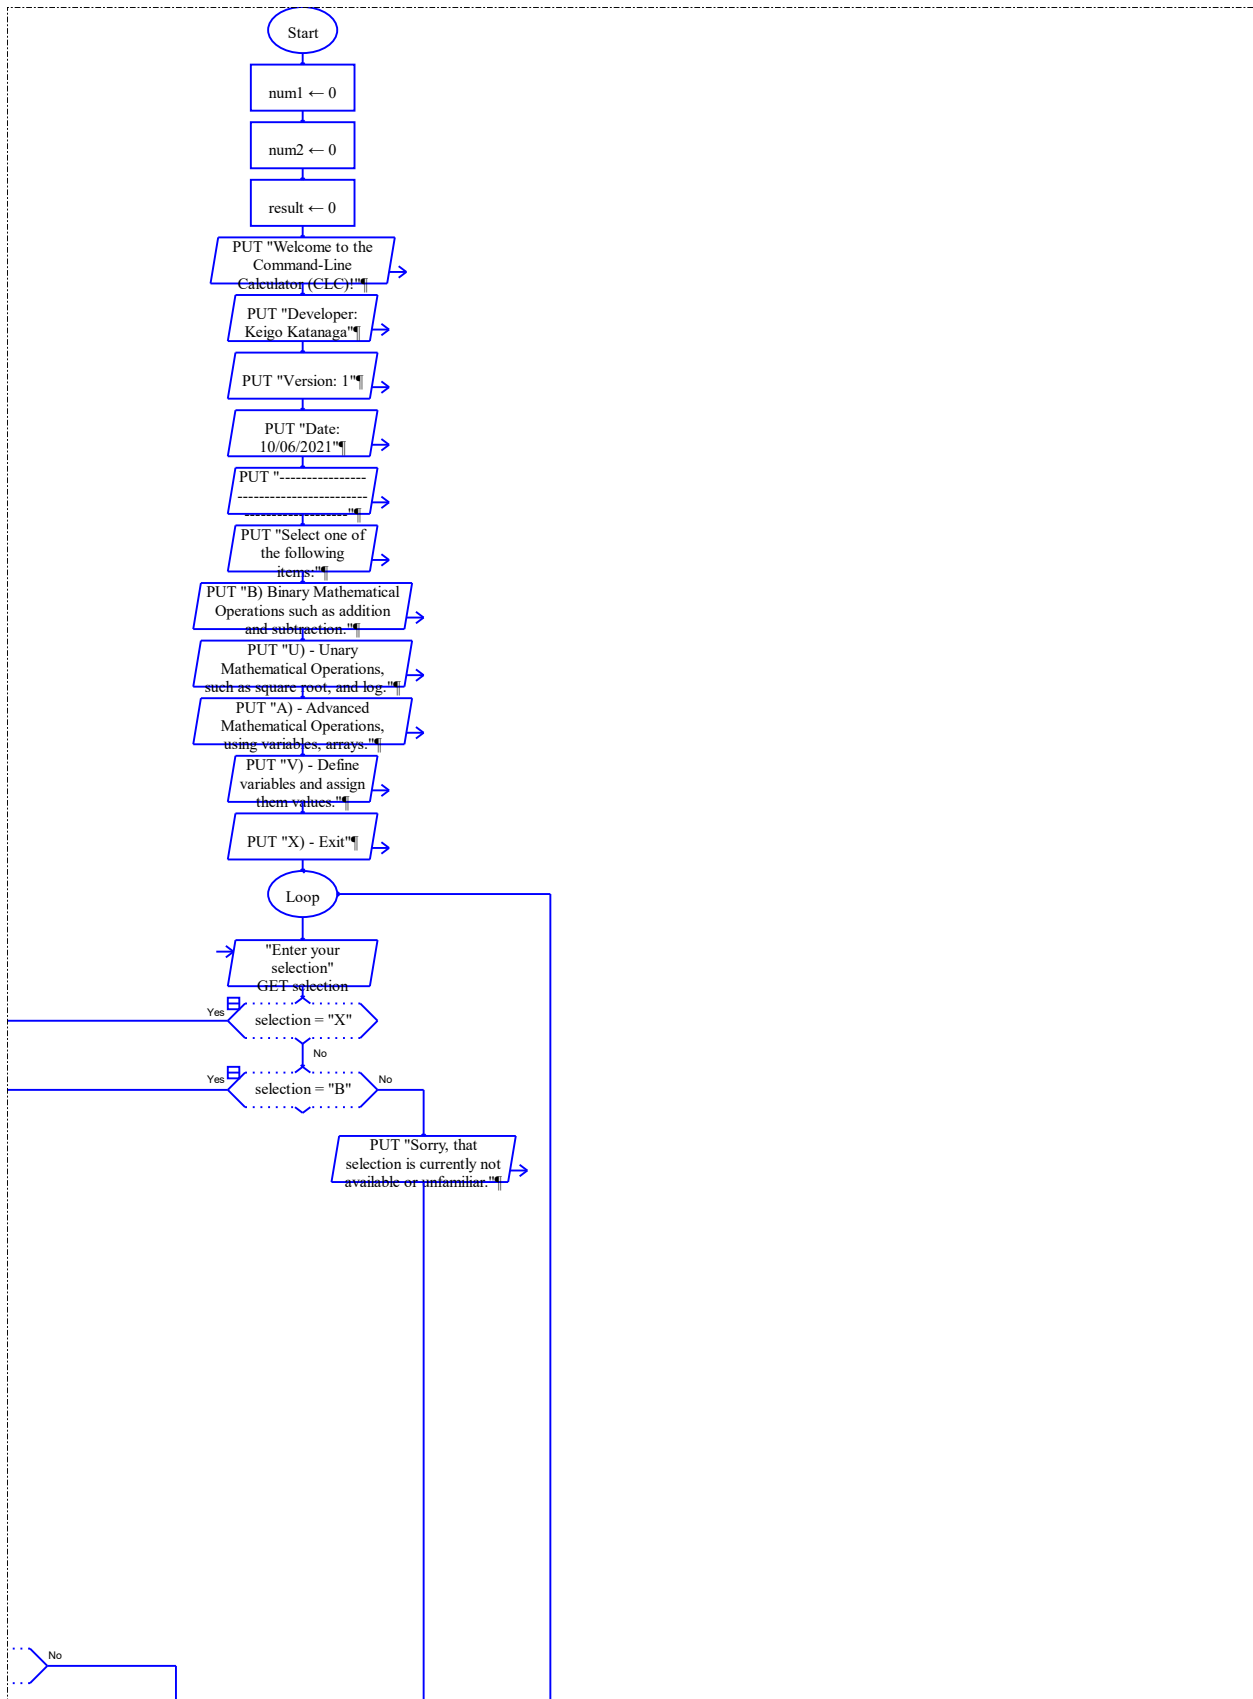 Start
num1 ← 0
num2 ← 0
result ← 0
PUT "Welcome to the
Command-Line
Calculator (CLC)!"¶
PUT "Developer:
Keigo Katanaga"¶
PUT "Version: 1"¶
PUT "Date:
10/06/2021"¶
PUT "----------------
------------------------
-------------------"¶
PUT "Select one of
the following
items:"¶
PUT "B) Binary Mathematical
Operations such as addition
and subtraction."¶
PUT "U) - Unary
Mathematical Operations,
such as square root, and log."¶
PUT "A) - Advanced
Mathematical Operations,
using variables, arrays."¶
PUT "V) - Define
variables and assign
them values."¶
PUT "X) - Exit"¶
Loop
"Enter your
selection"
GET selection
Yes
selection = "X"
No
Yes
selection = "B"
No
PUT "Sorry, that
selection is currently not
available or unfamiliar."¶
No